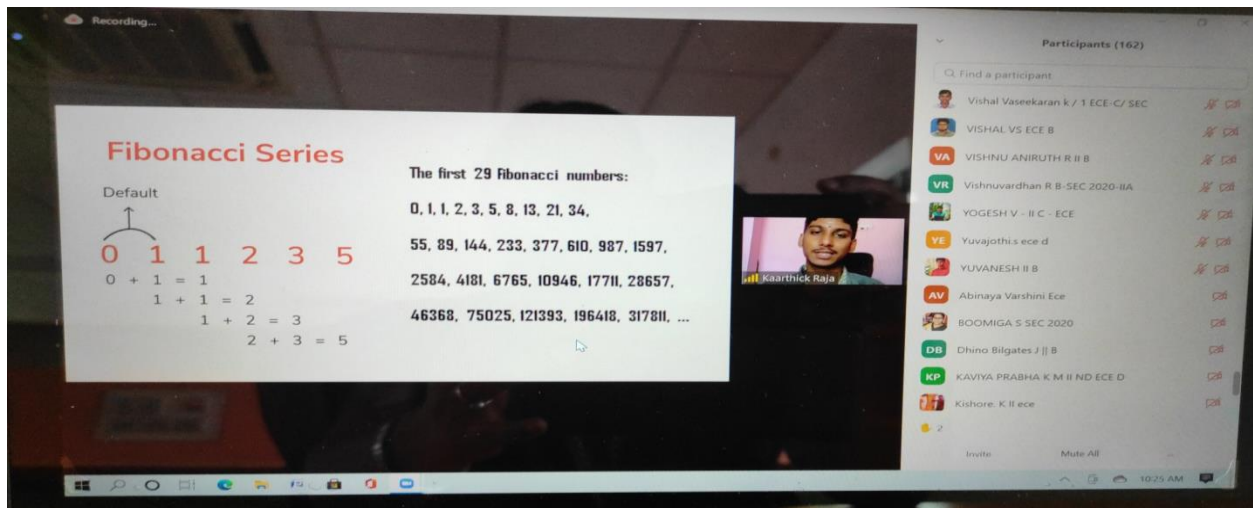 Recording...
Participants (162)
Find a participant
Fibonacci Series
Default
0 1 1 2 3 5
0 + 1 = 1
1 + 1 = 2
1 + 2 = 3
2 + 3 = 5
The first 29 Fibonacci numbers:
0, 1, 1, 2, 3, 5, 8, 13, 21, 34,
55, 89, 144, 233, 377, 610, 987, 1597,
2584, 4181, 6765, 10946, 17711, 28657,
46368, 75025, 121393, 196418, 317811, ...
Kaarthick Raja
Vishal Vaseekaran k / 1 ECE-C/ SEC
VISHAL VS ECE B
VA VISHNU ANIRUTH R II B
VR Vishnuvardhan R B-SEC 2020-IIA
YOGESH V - II C - ECE
YE Yuvajothi.s ece d
YUVANESH II B
AV Abinaya Varshini Ece
BOOMIGA S SEC 2020
DB Dhino Bilgates J || B
KP KAVIYA PRABHA K M II ND ECE D
Kishore. K II ece
2
Invite Mute All ...
10:25 AM